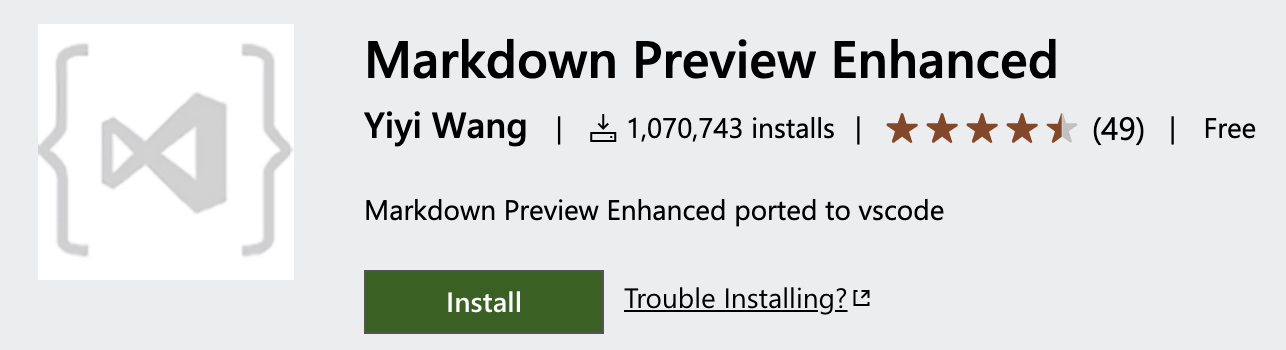 Markdown Preview Enhanced
Yiyi Wang | 1,070,743 installs | (49) | Free
Markdown Preview Enhanced ported to vscode
Install Trouble Installing?